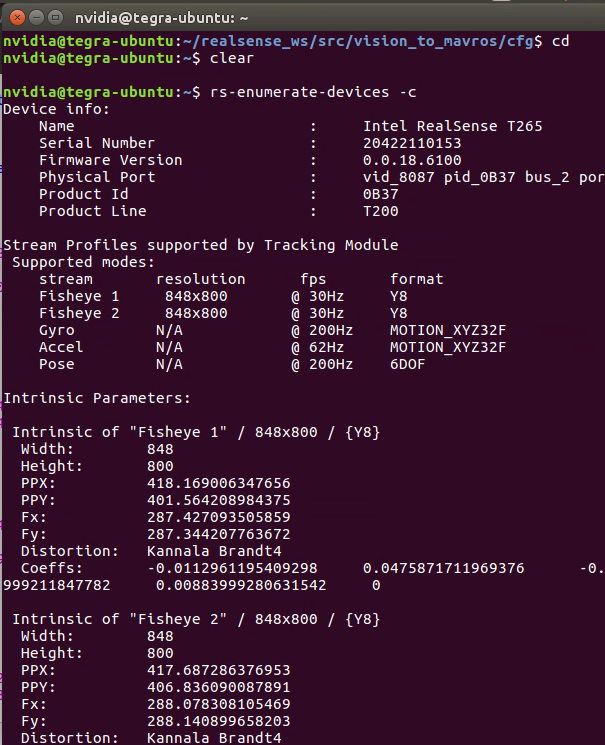 nvidia@tegra-ubuntu: ~
nvidia@tegra-ubuntu:~/realsense_ws/src/vision_to_mavros/cfg$ cd
nvidia@tegra-ubuntu:~$ clear
nvidia@tegra-ubuntu:~$ rs-enumerate-devices -c
Device info:
Name : Intel RealSense T265
Serial Number : 20422110153
Firmware Version : 0.0.18.6100
Physical Port : vid_8087 pid_0B37 bus_2 por
Product Id : 0B37
Product Line : T200
Stream Profiles supported by Tracking Module
Supported modes:
stream resolution fps format
Fisheye 1 848x800 @ 30Hz Y8
Fisheye 2 848x800 @ 30Hz Y8
Gyro N/A @ 200Hz MOTION_XYZ32F
Accel N/A @ 62Hz MOTION_XYZ32F
Pose N/A @ 200Hz 6DOF
Intrinsic Parameters:
Intrinsic of "Fisheye 1" / 848x800 / {Y8}
Width: 848
Height: 800
PPX: 418.169006347656
PPY: 401.564208984375
Fx: 287.427093505859
Fy: 287.344207763672
Distortion: Kannala Brandt4
Coeffs: -0.0112961195409298 0.0475871711969376 -0.
999211847782 0.00883999280631542 0
Intrinsic of "Fisheye 2" / 848x800 / {Y8}
Width: 848
Height: 800
PPX: 417.687286376953
PPY: 406.836090087891
Fx: 288.078308105469
Fy: 288.140899658203
Distortion: Kannala Brandt4